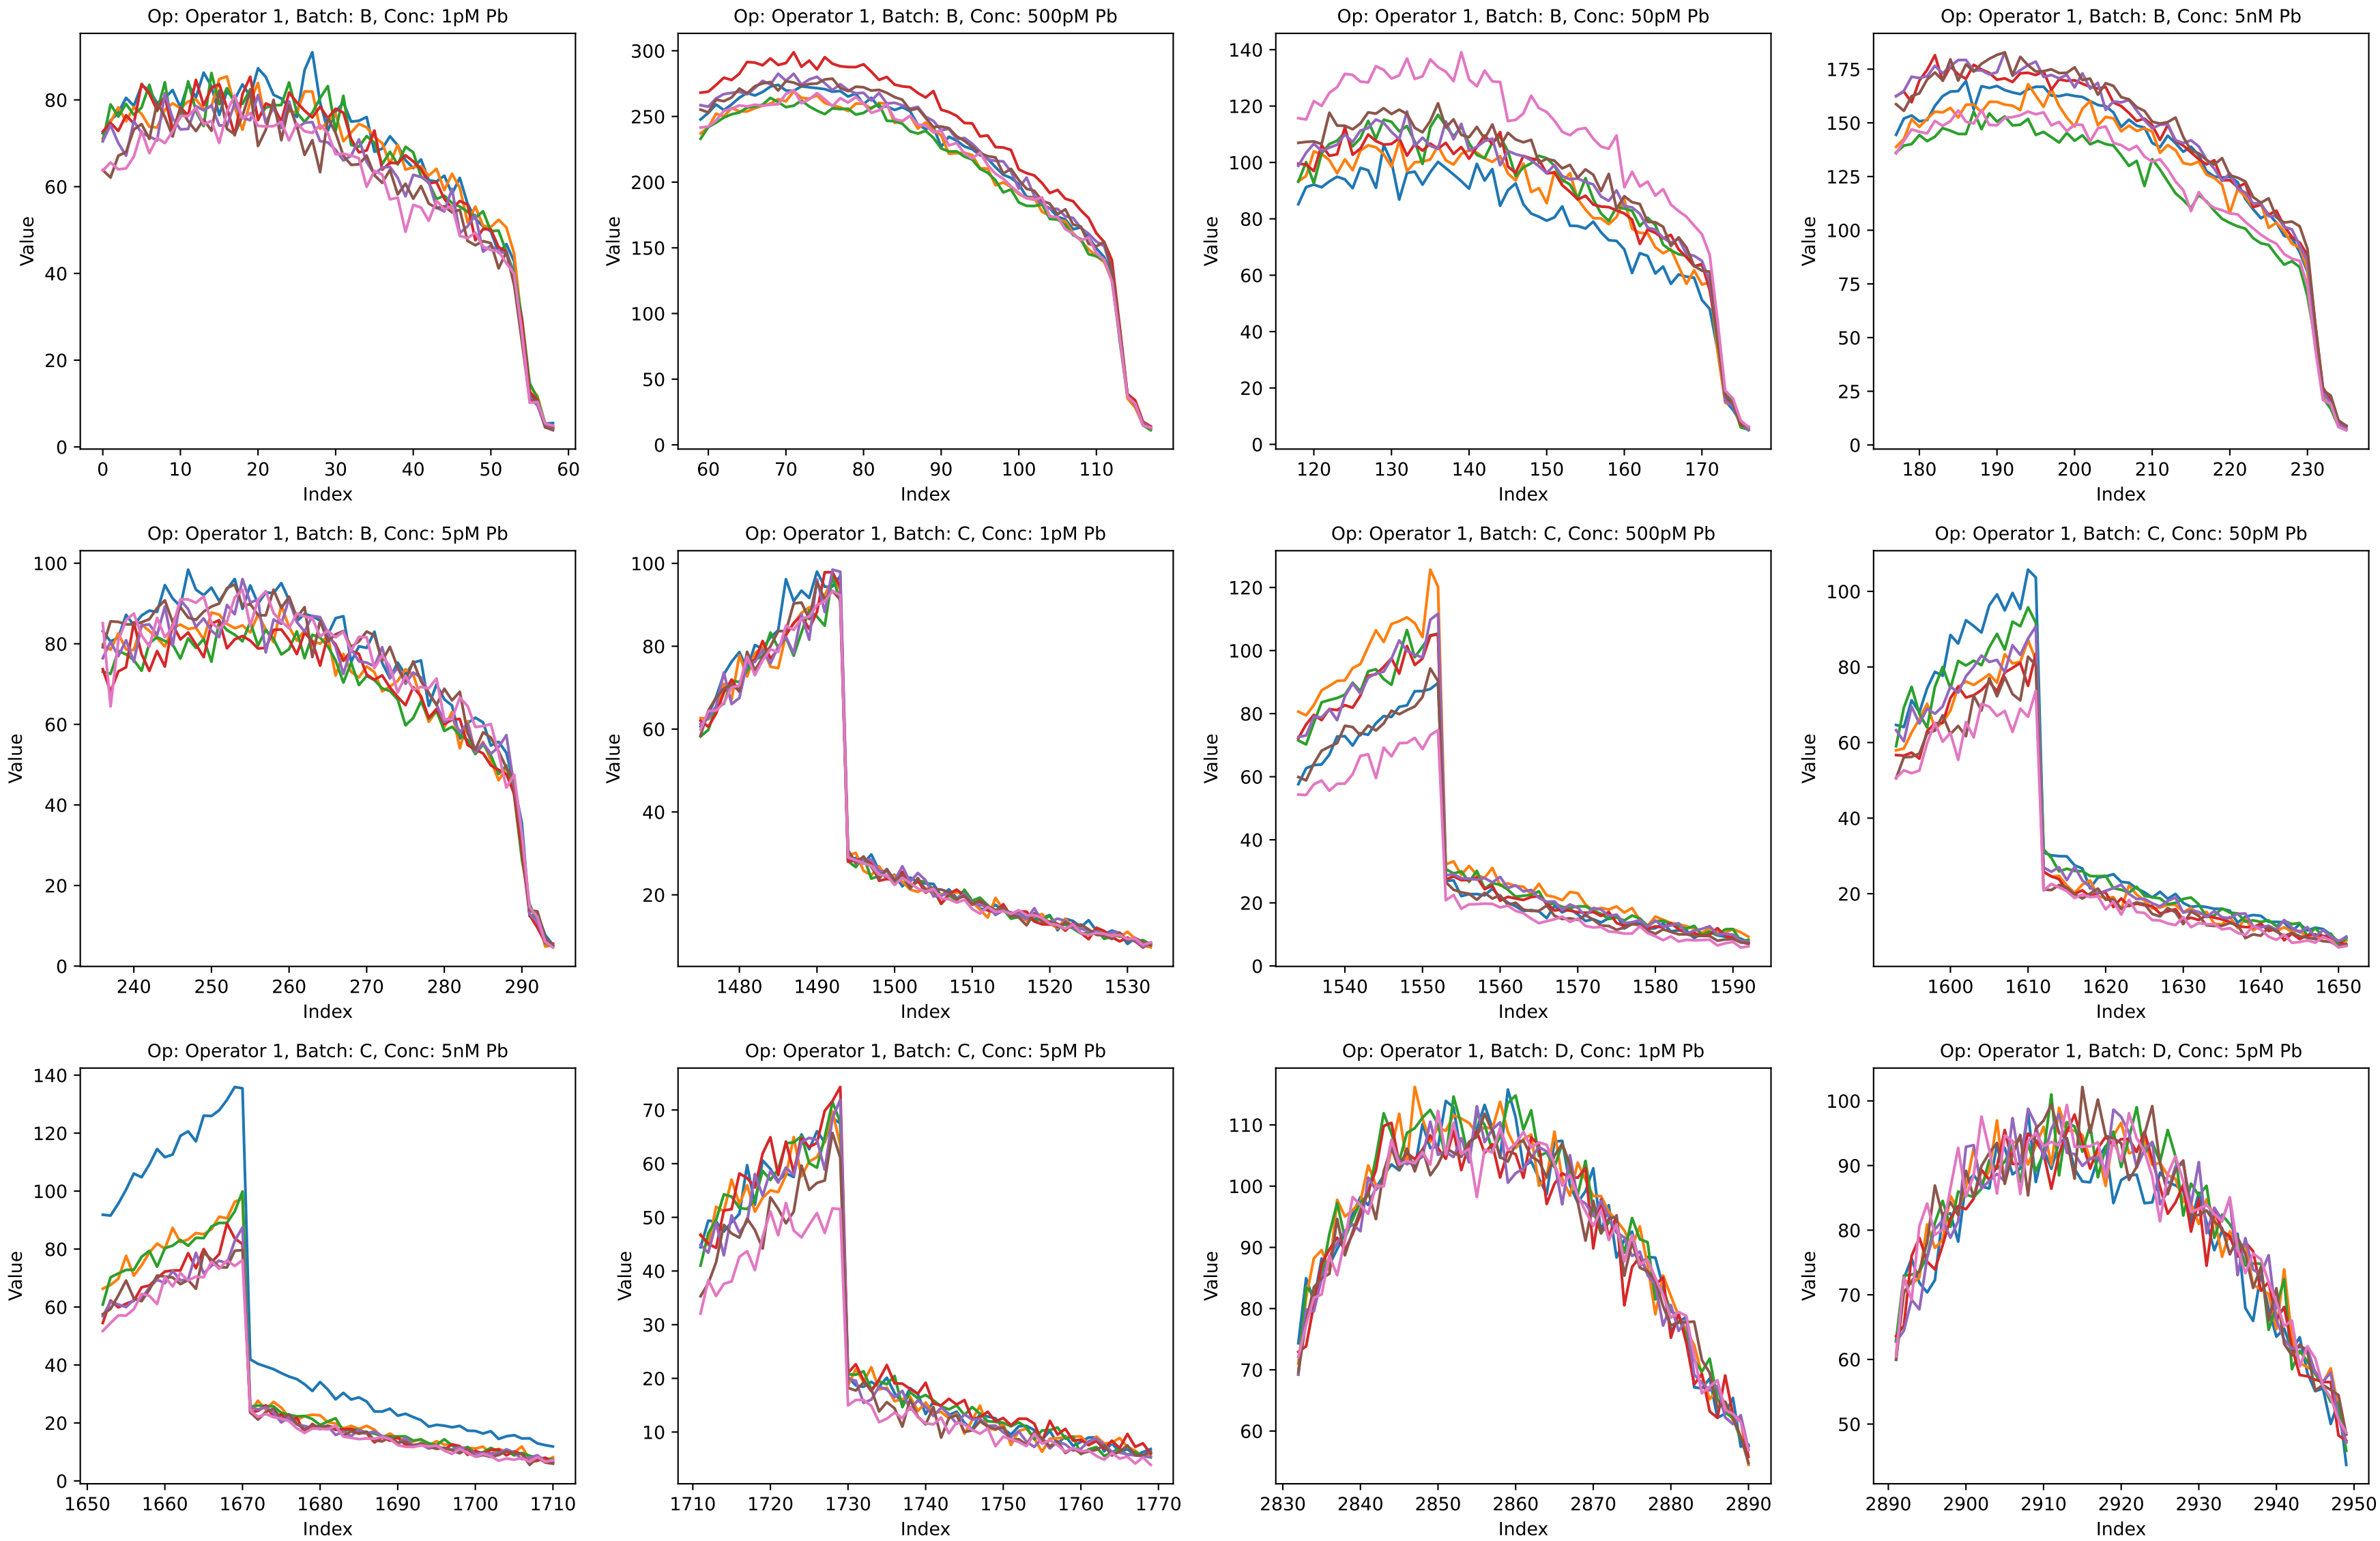 Op: Operator 1, Batch: B, Conc: 1pM Pb
Value
80
60
40
20
0
0 10 20 30 40 50 60
Index
Op: Operator 1, Batch: B, Conc: 500pM Pb
Value
300
250
200
150
100
50
0
60 70 80 90 100 110
Index
Op: Operator 1, Batch: B, Conc: 50pM Pb
Value
140
120
100
80
60
40
20
0
120 130 140 150 160 170
Index
Op: Operator 1, Batch: B, Conc: 5nM Pb
Value
175
150
125
100
75
50
25
0
180 190 200 210 220 230
Index
Op: Operator 1, Batch: B, Conc: 5pM Pb
Value
100
80
60
40
20
0
240 250 260 270 280 290
Index
Op: Operator 1, Batch: C, Conc: 1pM Pb
Value
100
80
60
40
20
1480 1490 1500 1510 1520 1530
Index
Op: Operator 1, Batch: C, Conc: 500pM Pb
Value
120
100
80
60
40
20
0
1540 1550 1560 1570 1580 1590
Index
Op: Operator 1, Batch: C, Conc: 50pM Pb
Value
100
80
60
40
20
1600 1610 1620 1630 1640 1650
Index
Op: Operator 1, Batch: C, Conc: 5nM Pb
Value
140
120
100
80
60
40
20
0
1650 1660 1670 1680 1690 1700 1710
Index
Op: Operator 1, Batch: C, Conc: 5pM Pb
Value
70
60
50
40
30
20
10
1710 1720 1730 1740 1750 1760 1770
Index
Op: Operator 1, Batch: D, Conc: 1pM Pb
Value
110
100
90
80
70
60
2830 2840 2850 2860 2870 2880 2890
Index
Op: Operator 1, Batch: D, Conc: 5pM Pb
Value
100
90
80
70
60
50
2890 2900 2910 2920 2930 2940 2950
Index